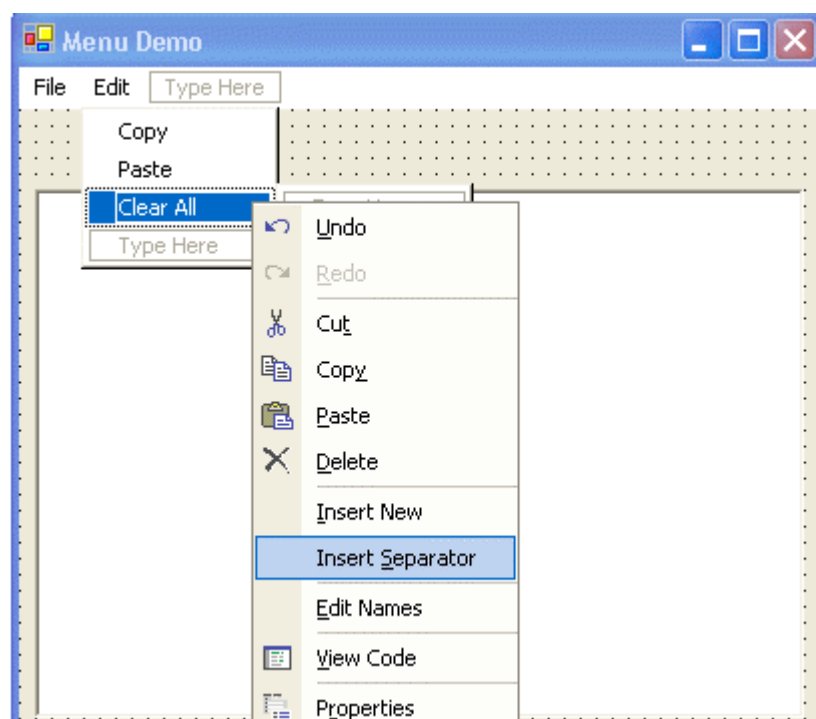 Menu Demo
File Edit Type Here
Copy
Paste
Clear All
Type Here
Undo
Redo
Cut
Copy
Paste
Delete
Insert New
Insert Separator
Edit Names
View Code
Properties